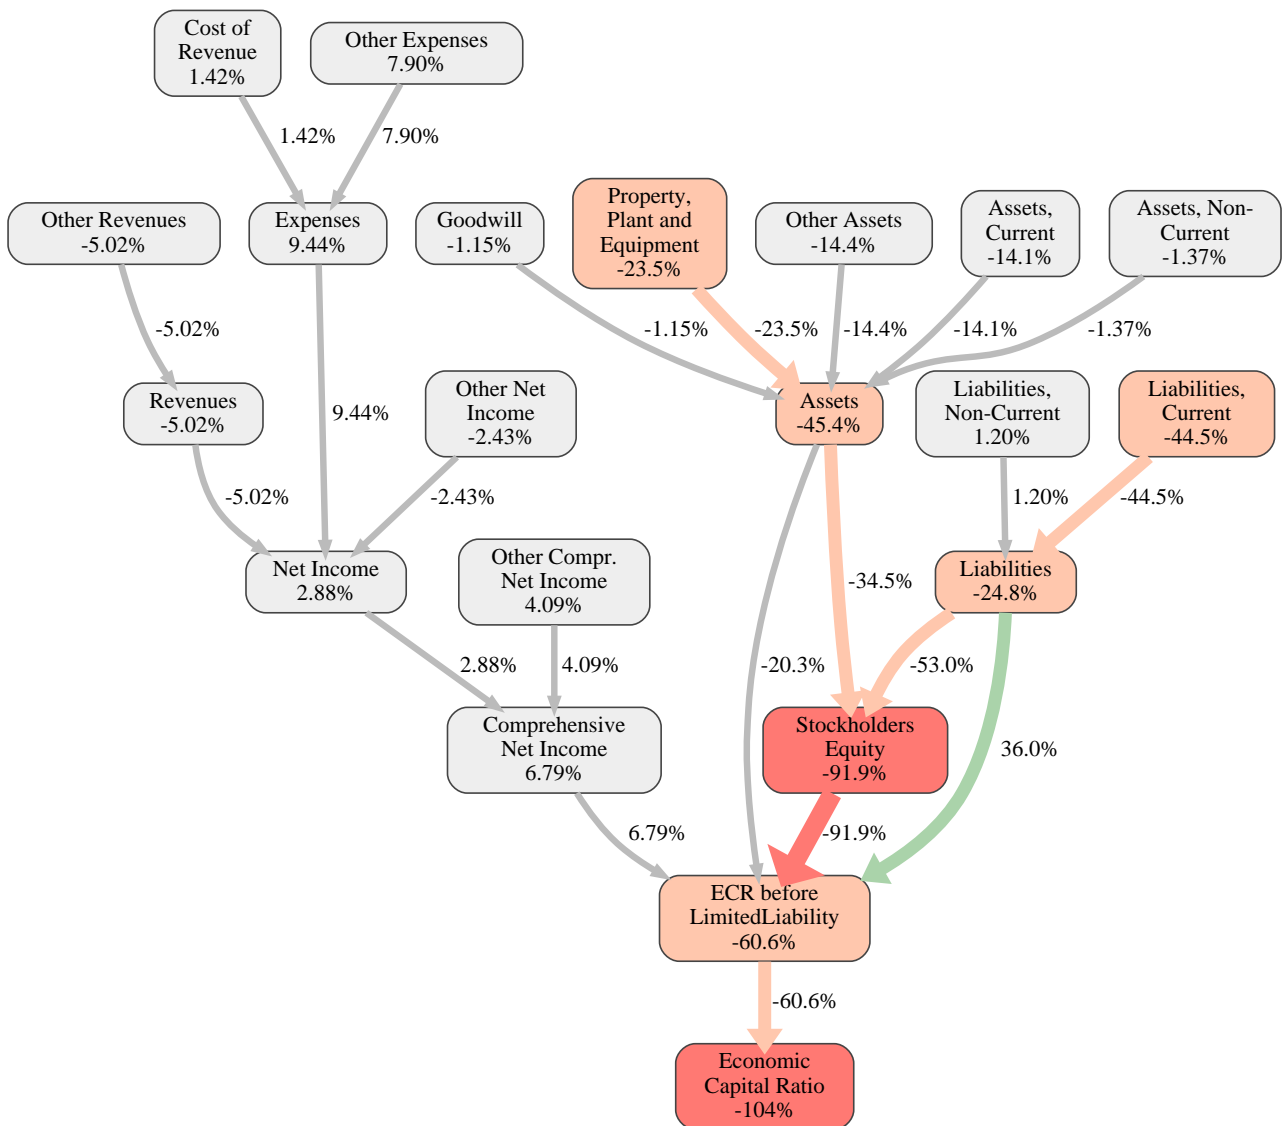 Cost of
Revenue
1.42%
Other Expenses
7.90%
1.42%
7.90%
Other Revenues
-5.02%
Expenses
9.44%
Goodwill
-1.15%
Property,
Plant and
Equipment
-23.5%
Other Assets
-14.4%
Assets,
Current
-14.1%
Assets, Non-
Current
-1.37%
-5.02%
-1.15%
-23.5%
-14.4%
-14.1%
-1.37%
Revenues
-5.02%
9.44%
Other Net
Income
-2.43%
Assets
-45.4%
Liabilities,
Non-Current
1.20%
Liabilities,
Current
-44.5%
-5.02%
-2.43%
1.20%
-44.5%
Net Income
2.88%
Other Compr.
Net Income
4.09%
-34.5%
Liabilities
-24.8%
2.88%
4.09%
-20.3%
-53.0%
Comprehensive
Net Income
6.79%
Stockholders
Equity
-91.9%
36.0%
6.79%
-91.9%
ECR before
LimitedLiability
-60.6%
-60.6%
Economic
Capital Ratio
-104%